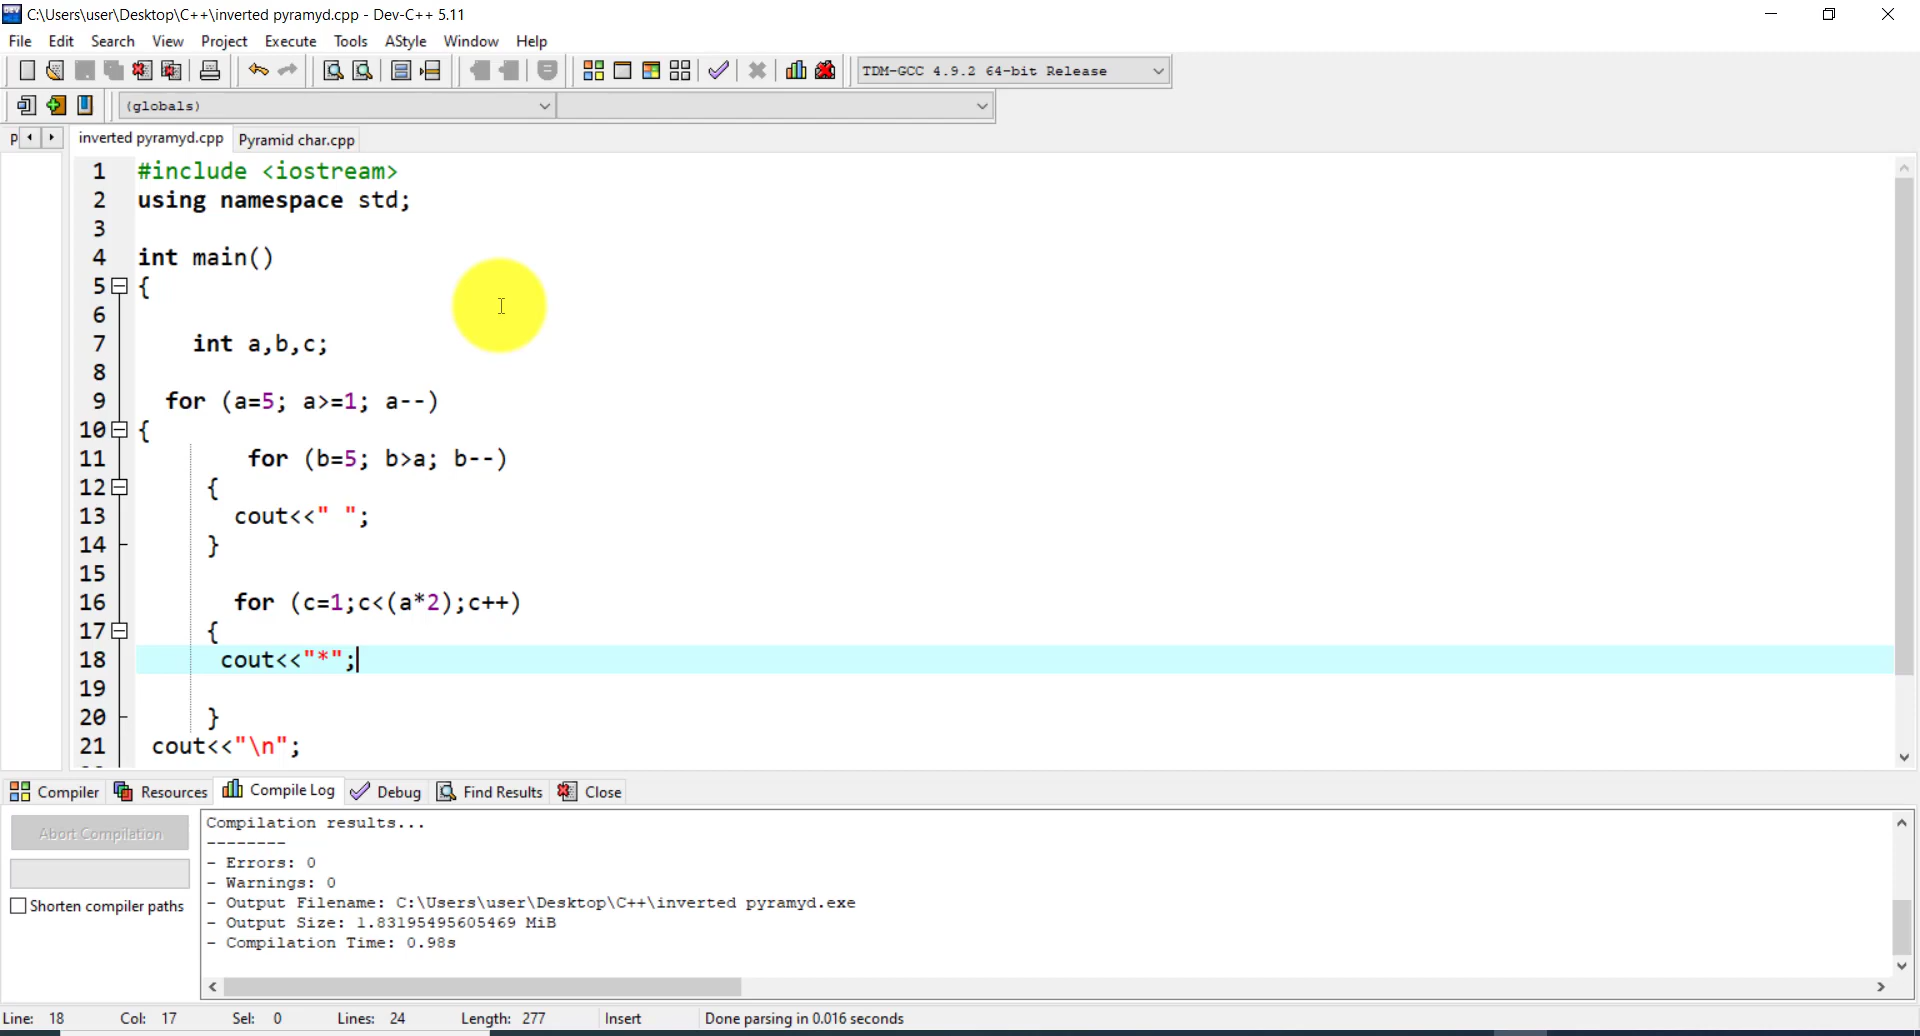 C:\Users\user\Desktop\C++\inverted pyramyd.cpp - Dev-C++ 5.11
File Edit Search View Project Execute Tools AStyle Window Help
TDM-GCC 4.9.2 64-bit Release
(globals)
P inverted pyramyd.cpp Pyramid char.cpp
1 #include <iostream>
2 using namespace std;
3
4 int main()
5 {
6
7 int a,b,c;
8
9 for (a=5; a>=1; a--)
10 {
11 for (b=5; b>a; b--)
12 {
13 cout<<" ";
14 }
15
16 for (c=1;c<(a*2);c++)
17 {
18 cout<<"*";
19
20 }
21 cout<<"\n";
Compiler Resources Compile Log Debug Find Results Close
Abort Compilation
Shorten compiler paths
Compilation results...
--------
- Errors: 0
- Warnings: 0
- Output Filename: C:\Users\user\Desktop\C++\inverted pyramyd.exe
- Output Size: 1.83195495605469 MiB
- Compilation Time: 0.98s
Line: 18 Col: 17 Sel: 0 Lines: 24 Length: 277 Insert Done parsing in 0.016 seconds